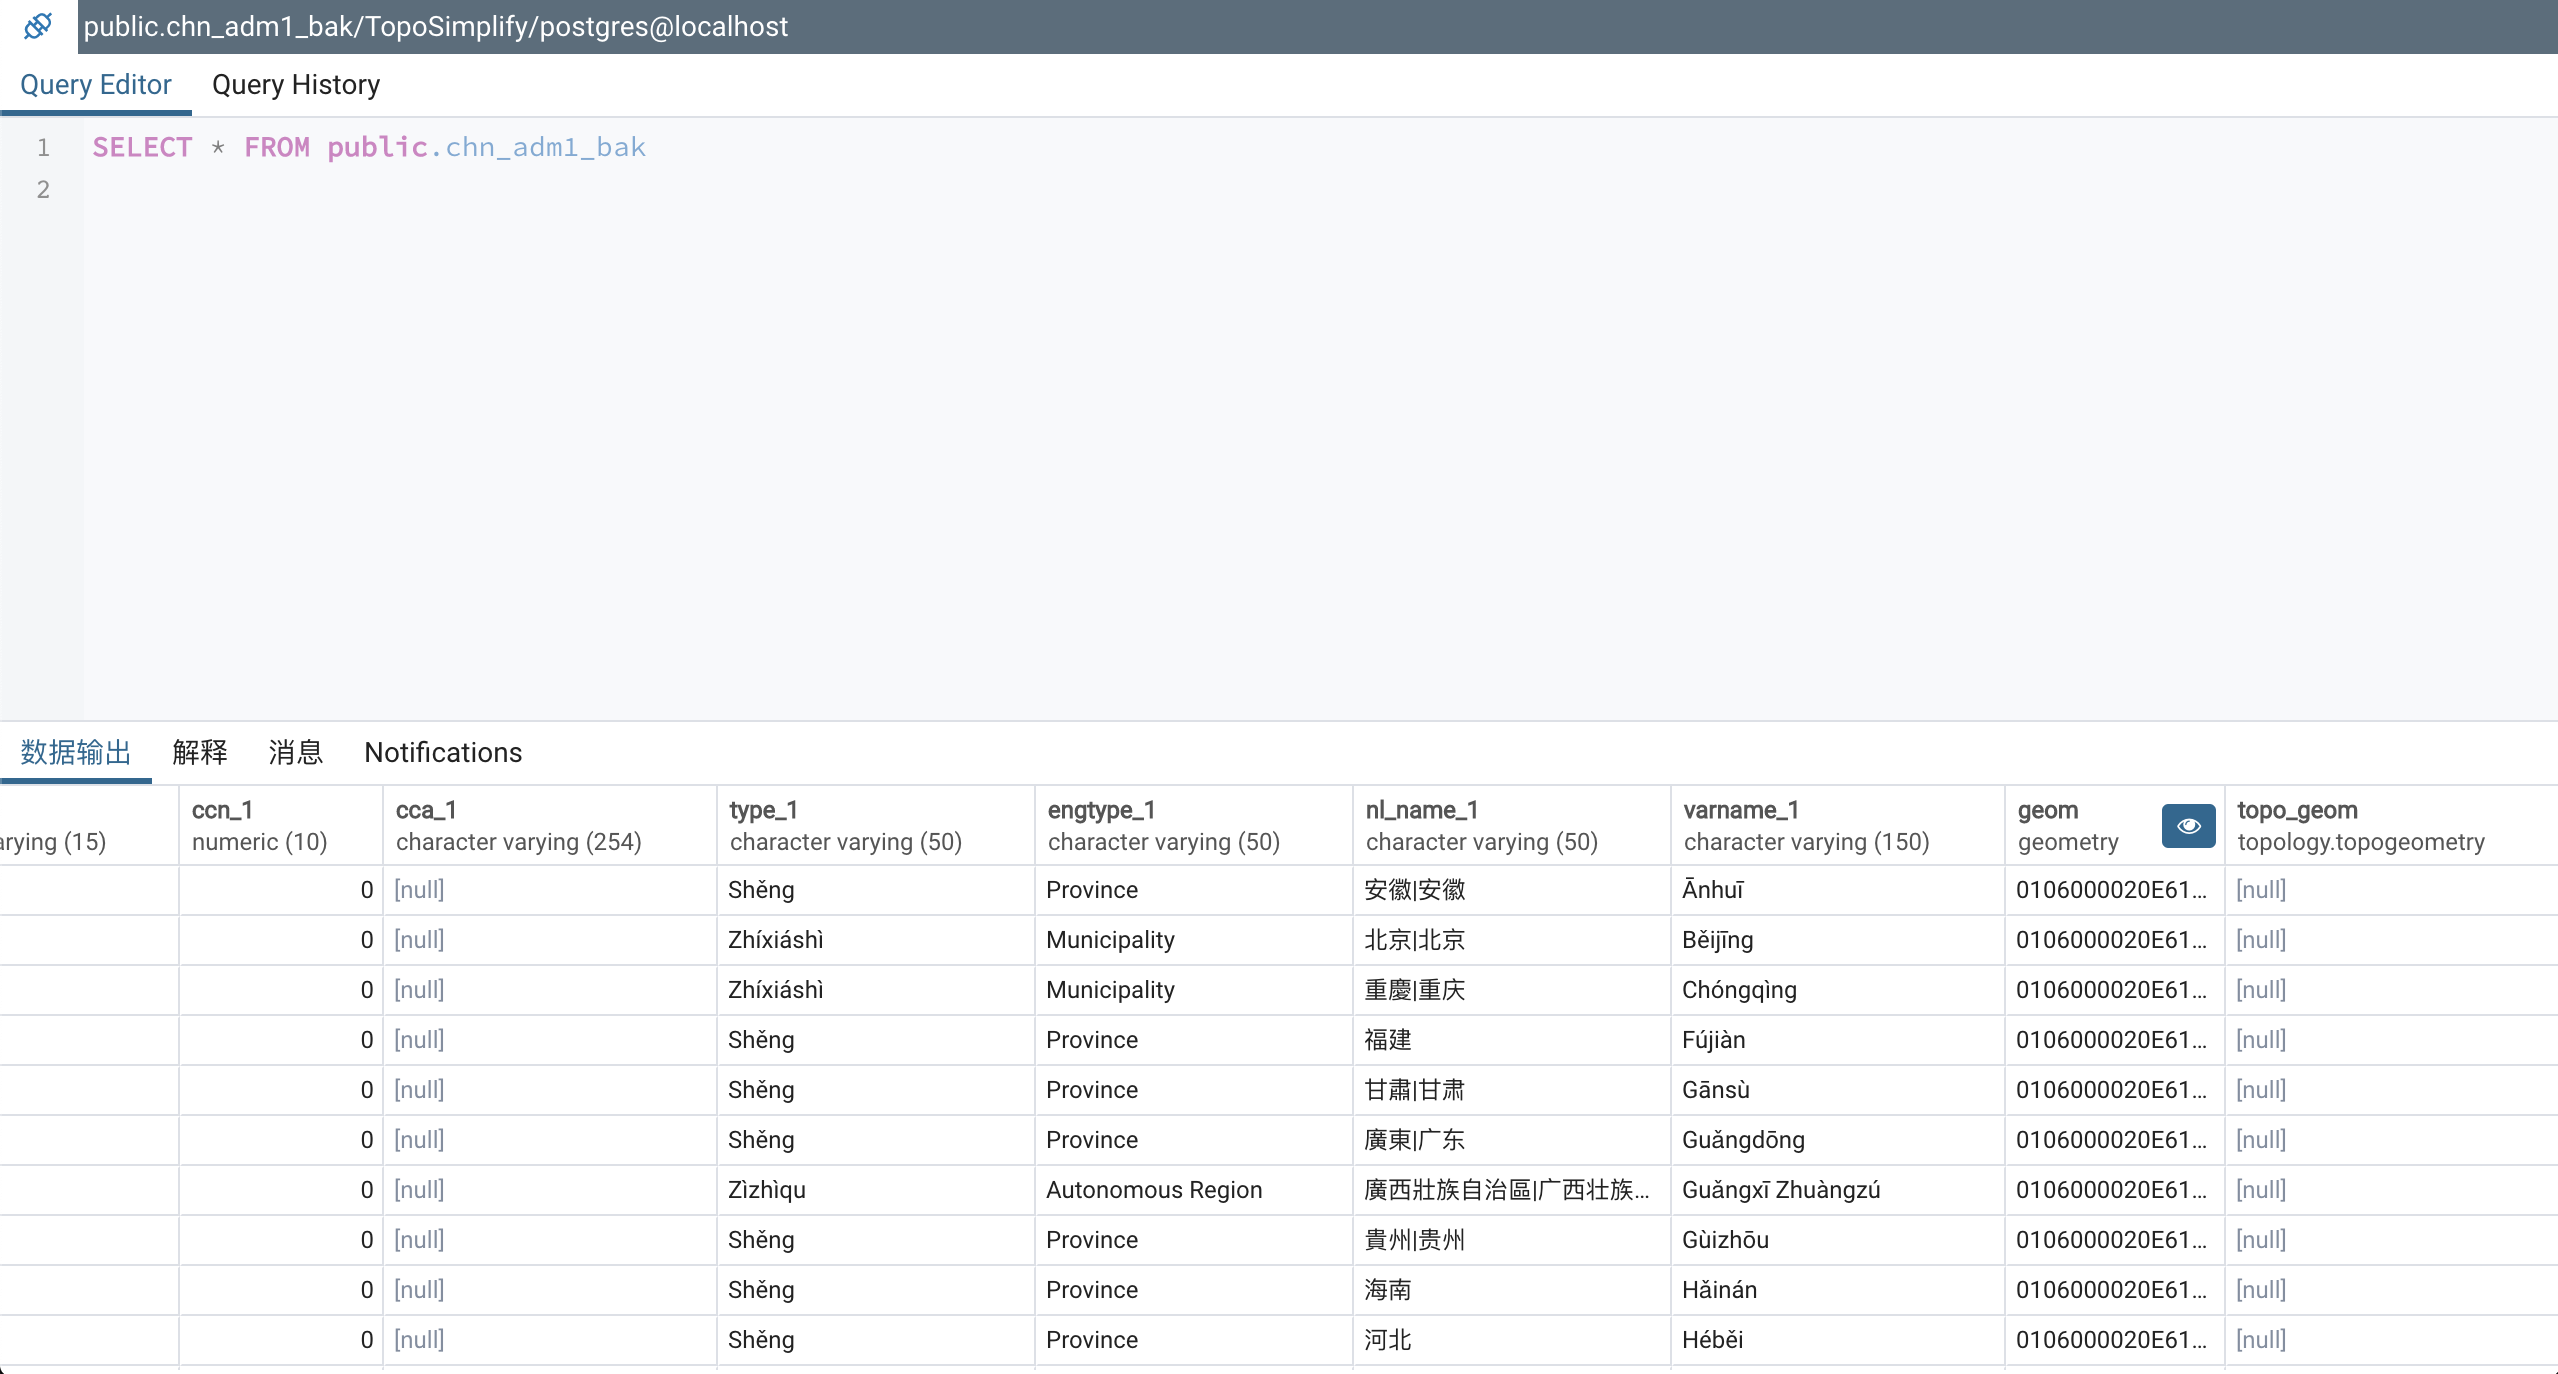 public.chn_adm1_bak/TopoSimplify/postgres@localhost
Query Editor Query History
1 SELECT * FROM public.chn_adm1_bak
2
数据输出 解释 消息 Notifications
ccn_1 cca_1 type_1 engtype_1 nl_name_1 varname_1 geom topo_geom
arying (15) numeric (10) character varying (254) character varying (50) character varying (50) character varying (50) character varying (150) geometry topology.topogeometry
0 [null] Shěng Province 安徽|安徽 Ānhuī 0106000020E61... [null]
0 [null] Zhíxiáshì Municipality 北京|北京 Běijīng 0106000020E61... [null]
0 [null] Zhíxiáshì Municipality 重慶|重庆 Chóngqìng 0106000020E61... [null]
0 [null] Shěng Province 福建 Fújiàn 0106000020E61... [null]
0 [null] Shěng Province 甘肅|甘肃 Gānsù 0106000020E61... [null]
0 [null] Shěng Province 廣東|广东 Guǎngdōng 0106000020E61... [null]
0 [null] Zìzhìqu Autonomous Region 廣西壯族自治區|广西壮族... Guǎngxī Zhuàngzú 0106000020E61... [null]
0 [null] Shěng Province 貴州|贵州 Gùizhōu 0106000020E61... [null]
0 [null] Shěng Province 海南 Hǎinán 0106000020E61... [null]
0 [null] Shěng Province 河北 Héběi 0106000020E61... [null]